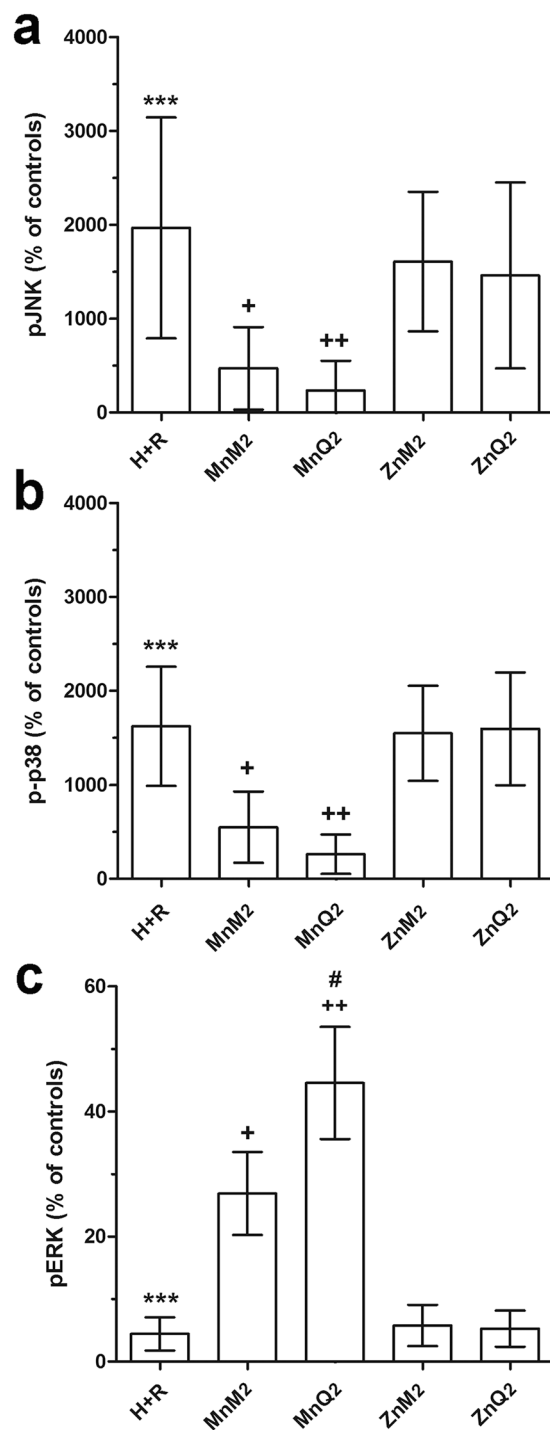 a
pJNK (% of controls)
4000
3000
2000
1000
0
***
+
++
H+R
MnM2
MnQ2
ZnM2
ZnQ2
b
p-p38 (% of controls)
4000
3000
2000
1000
0
***
+
++
H+R
MnM2
MnQ2
ZnM2
ZnQ2
c
pERK (% of controls)
60
40
20
0
***
+
#
++
H+R
MnM2
MnQ2
ZnM2
ZnQ2